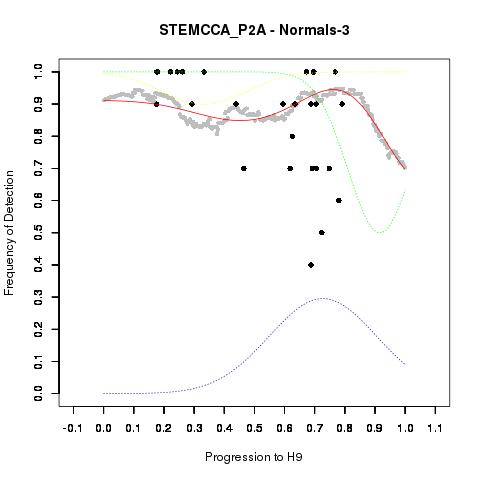 STEMCCA_P2A - Normals-3
Frequency of Detection
1.0
0.9
0.8
0.7
0.6
0.5
0.4
0.3
0.2
0.1
0.0
-0.1 0.0 0.1 0.2 0.3 0.4 0.5 0.6 0.7 0.8 0.9 1.0 1.1
Progression to H9